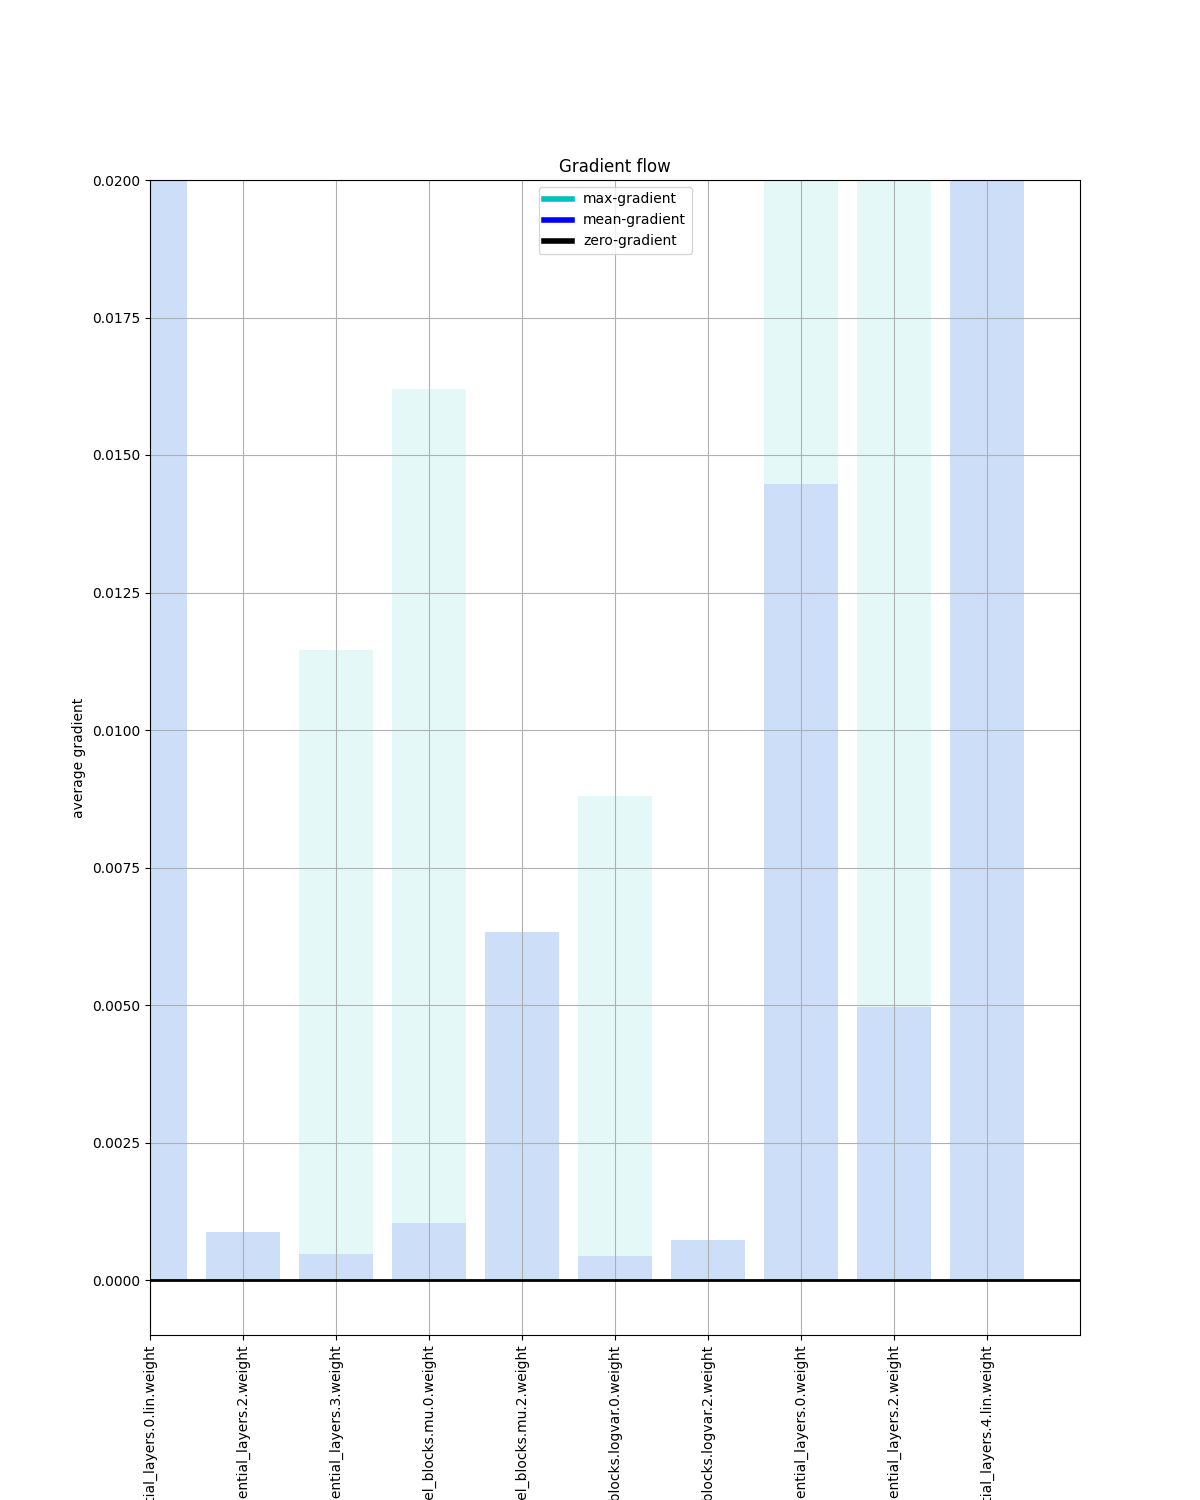 Gradient flow
max-gradient
mean-gradient
zero-gradient
0.0200
0.0175
0.0150
0.0125
0.0100
0.0075
0.0050
0.0025
0.0000
average gradient
tial_layers.0.lin.weight
ential_layers.2.weight
ential_layers.3.weight
el_blocks.mu.0.weight
el_blocks.mu.2.weight
blocks.logvar.0.weight
blocks.logvar.2.weight
ential_layers.0.weight
ential_layers.2.weight
tial_layers.4.lin.weight